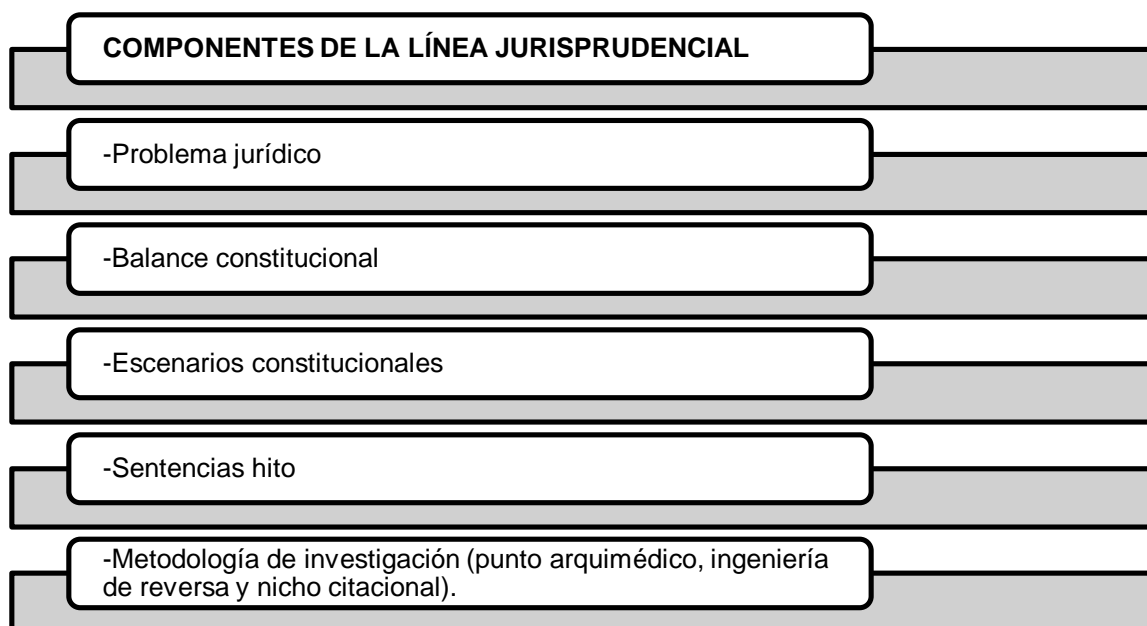 COMPONENTES DE LA LÍNEA JURISPRUDENCIAL
-Problema jurídico
-Balance constitucional
-Escenarios constitucionales
-Sentencias hito
-Metodología de investigación (punto arquimédico, ingeniería
de reversa y nicho citacional).